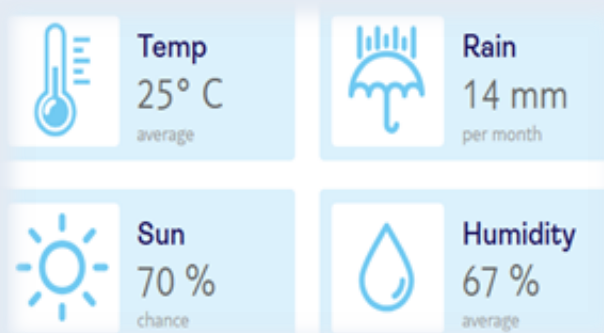 Temp
25° C
average
Rain
14 mm
per month
Sun
70 %
chance
Humidity
67 %
average